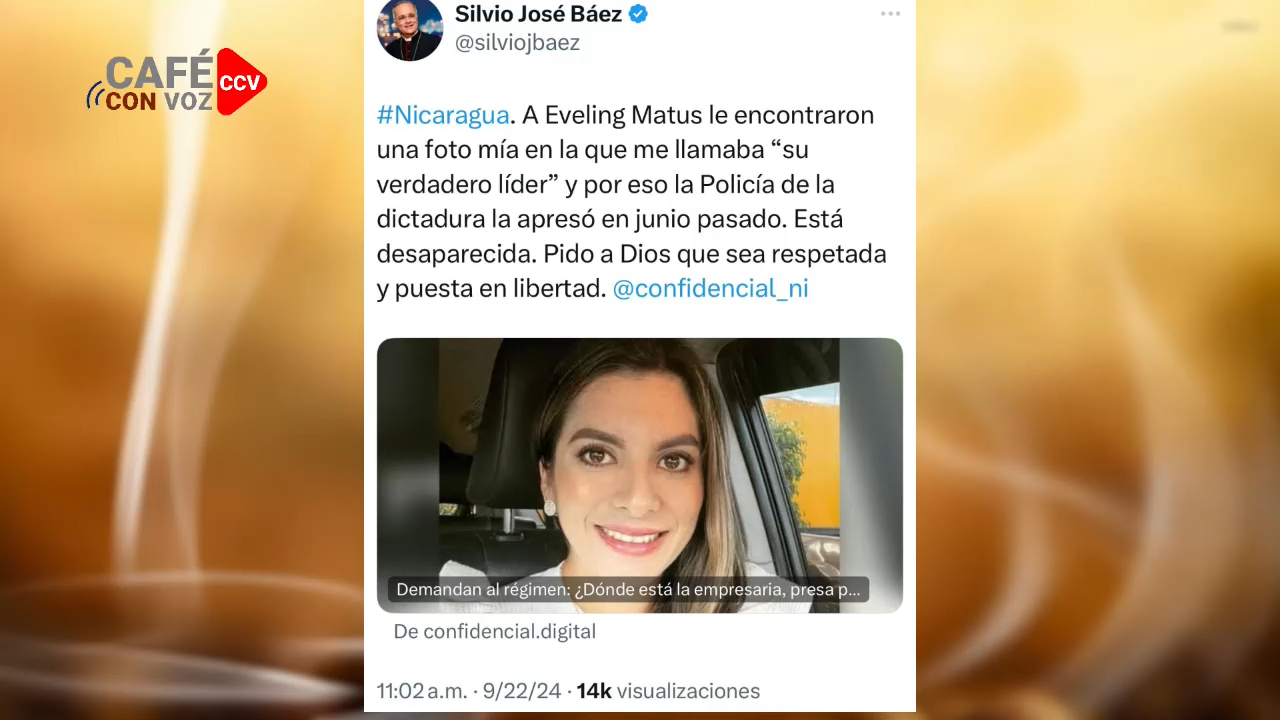 CAFÉ
CON VOZ
CCV
Silvio José Báez
@silviojbaez
#Nicaragua. A Eveling Matus le encontraron
una foto mía en la que me llamaba “su
verdadero líder” y por eso la Policía de la
dictadura la apresó en junio pasado. Está
desaparecida. Pido a Dios que sea respetada
y puesta en libertad. @confidencial_ni
Demandan al régimen: ¿Dónde está la empresaria, presa p...
De confidencial.digital
11:02 a.m. · 9/22/24 · 14k visualizaciones